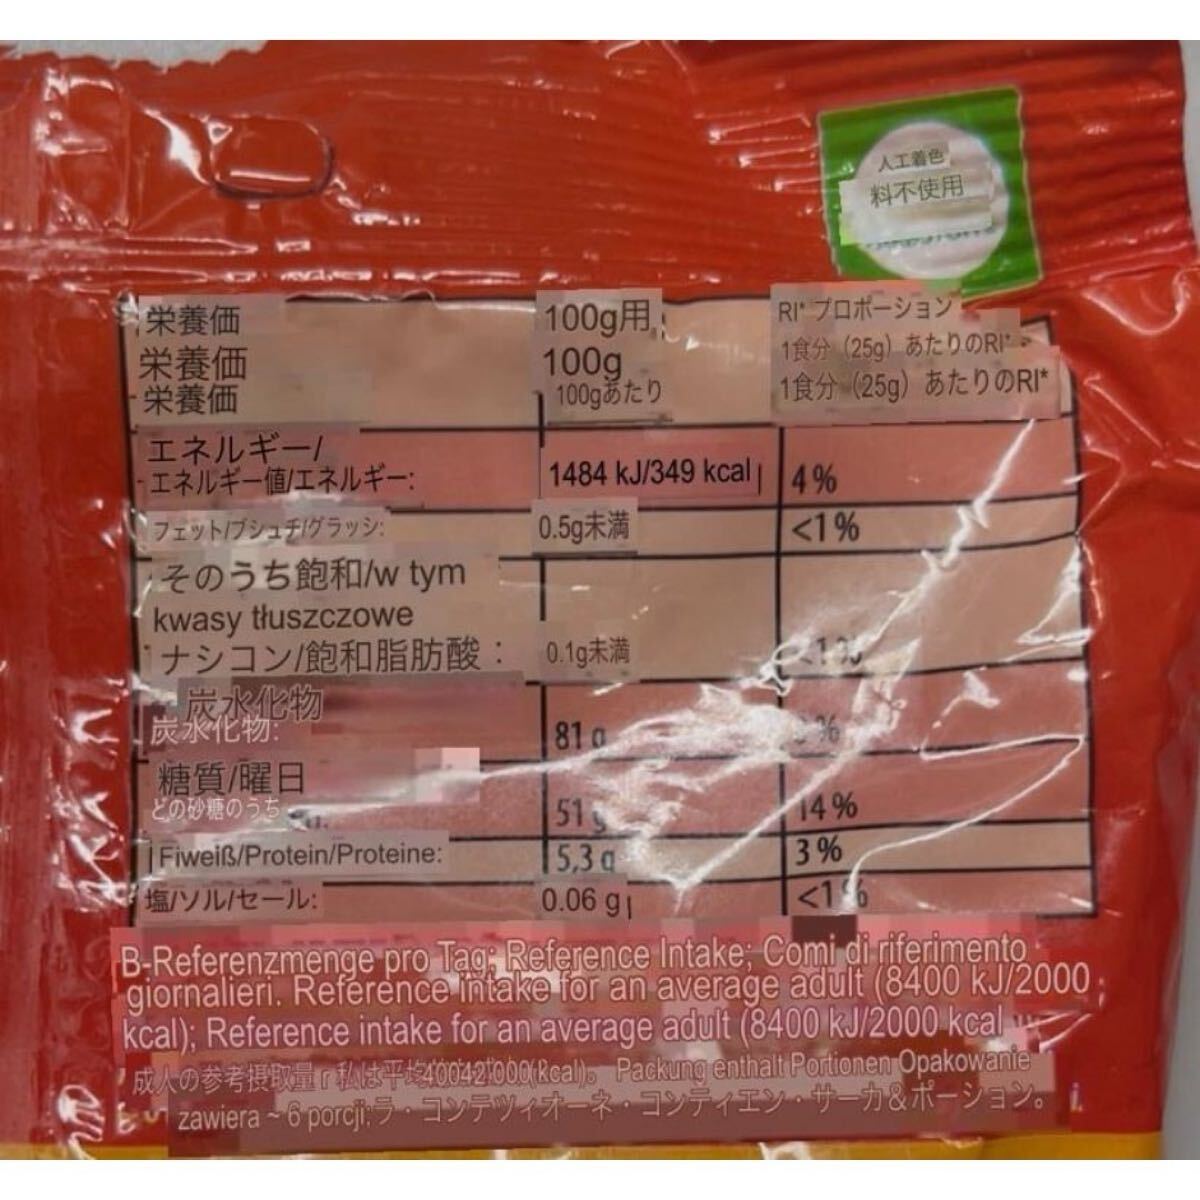 人工着色
料不使用
栄養価 100g用 RI* プロポーション
栄養価 100g 1食分（25g）あたりのRI*
栄養価 100gあたり 1食分（25g）あたりのRI*
エネルギー/
エネルギー値/エネルギー: 1484 kJ/349 kcal 4%
フェット/ブシュチ/グラッシ: 0.5g未満 <1%
そのうち飽和/w tym
kwasy tłuszczowe
ナシコン/飽和脂肪酸： 0.1g未満 <1%
炭水化物
炭水化物: 81 g
糖質/曜日
どの砂糖のうち 51 g 14%
Fiweiß/Protein/Proteine: 5,3 g 3%
塩/ソル/セール: 0.06 g <1%
B-Referenzmenge pro Tag; Reference Intake; Comi di riferimento
giornalieri. Reference intake for an average adult (8400 kJ/2000
kcal); Reference intake for an average adult (8400 kJ/2000 kcal
成人の参考摂取量 r 私は平均 Packung enthalt Portionen Opakowanie
zawiera ~ 6 porcji; ラ・コンテツィオーネ・コンティエン・サーカ&ポーション。